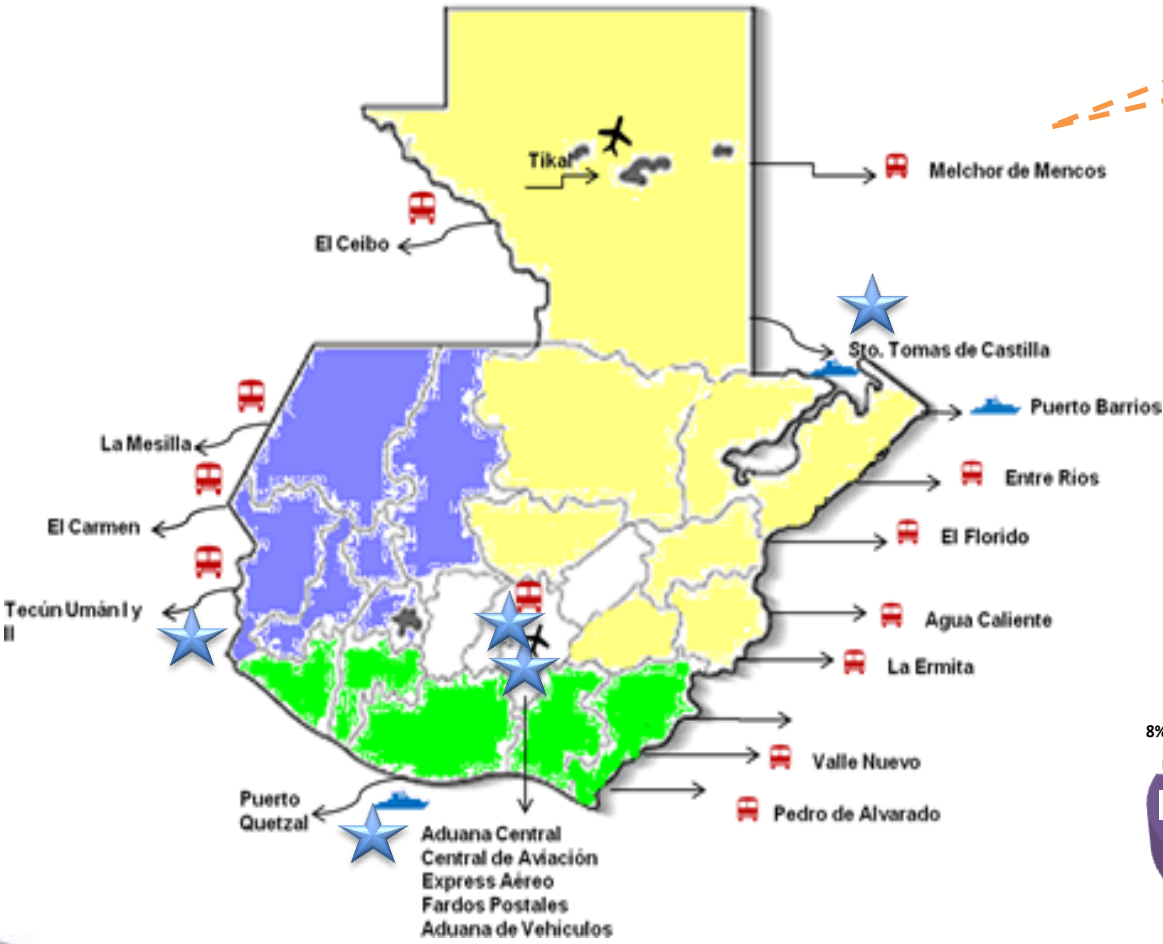 Tikal
Melchor de Mencos
El Ceibo
Sto. Tomas de Castilla
Puerto Barrios
La Mesilla
Entre Rios
El Carmen
El Florido
Tecún Umán I y
II
Agua Caliente
La Ermita
8%
Valle Nuevo
Puerto
Quetzal
Pedro de Alvarado
Aduana Central
Central de Aviación
Express Aéreo
Fardos Postales
Aduana de Vehículos